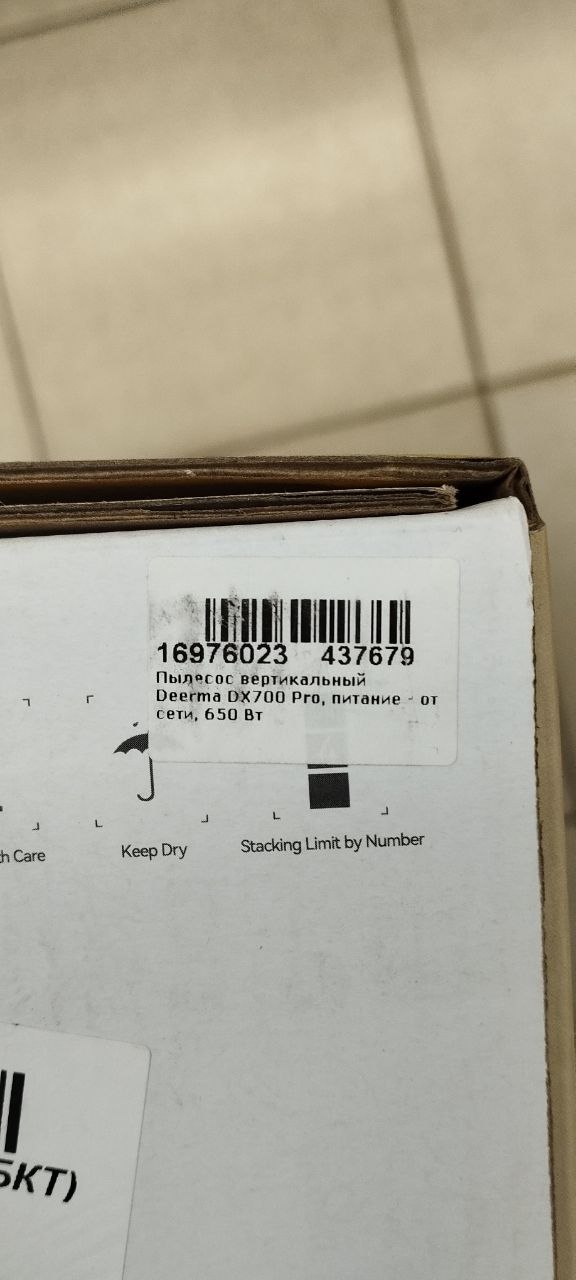 16976023 437679
Пылесос вертикальный
Deerma DX700 Pro, питание - от
сети, 650 Вт
h Care
Keep Dry
Stacking Limit by Number
БКТ)